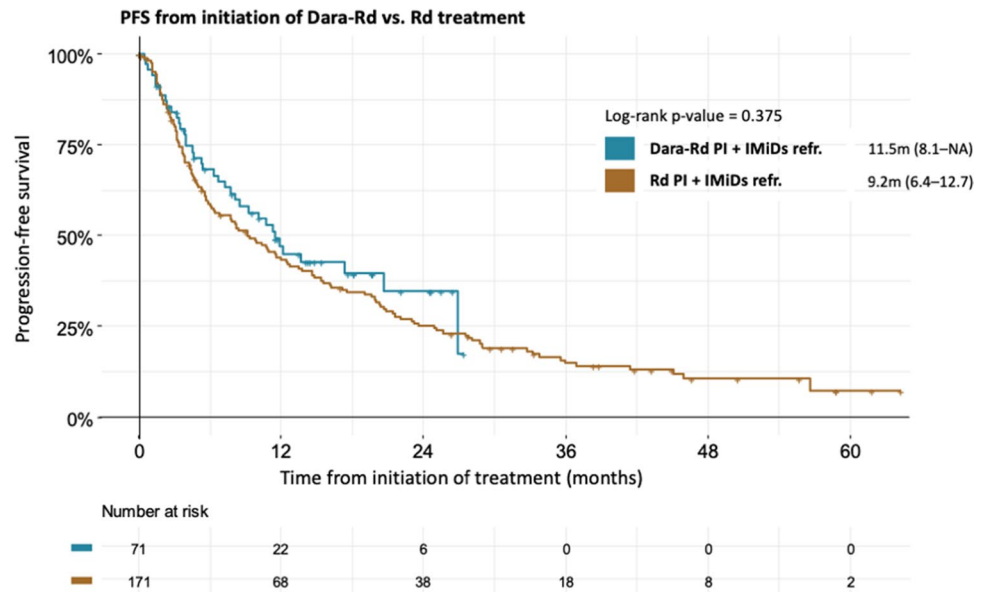 PFS from initiation of Dara-Rd vs. Rd treatment
100%
75%
50%
25%
0%
Progression-free survival
Log-rank p-value = 0.375
Dara-Rd PI + IMiDs refr. 11.5m (8.1–NA)
Rd PI + IMiDs refr. 9.2m (6.4–12.7)
0 12 24 36 48 60
Time from initiation of treatment (months)
Number at risk
71 22 6 0 0 0
171 68 38 18 8 2